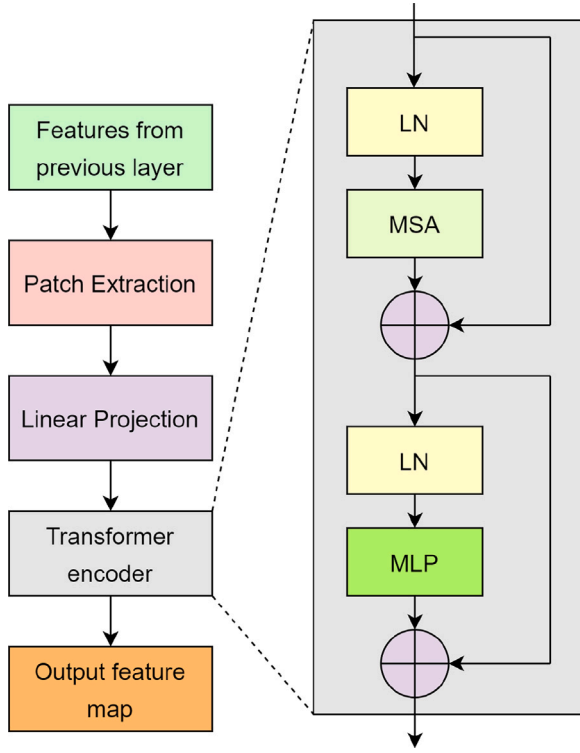 Features from
previous layer
Patch Extraction
Linear Projection
Transformer
encoder
Output feature
map
LN
MSA
LN
MLP